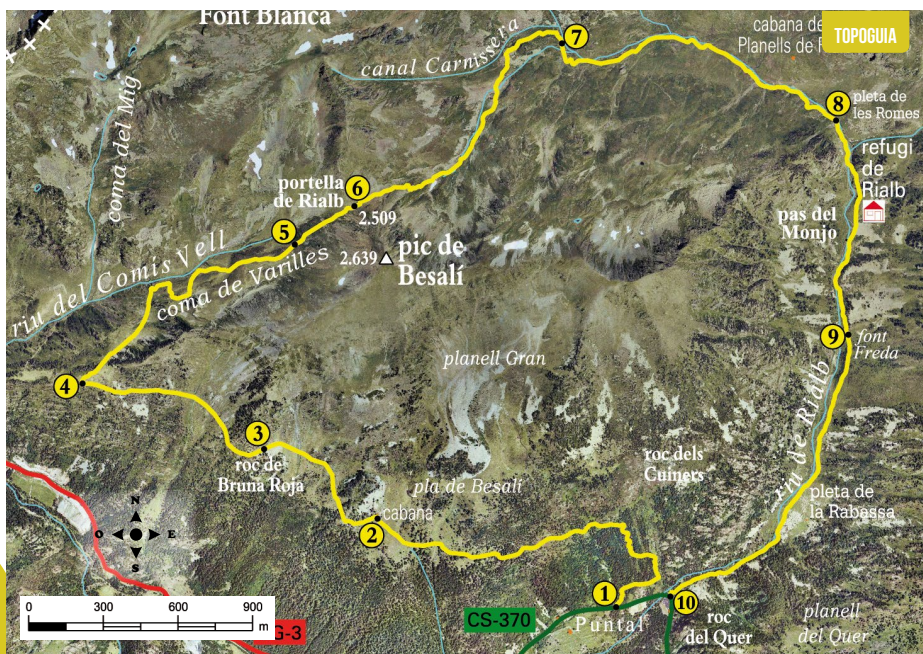 Font Blanca
canal Carnissera
7
cabana de
Planells de R
TOPOGUIA
coma del Mig
8
pleta de
les Romes
refugi
de
Rialb
portella
de Rialb
6
2.509
pas del
Monjo
5
riu del Comis Vell
coma de Varilles
2.639
pic de
Besalí
9
font
Freda
planell Gran
4
3
roc de
Bruna Roja
riu de Rialb
roc dels
Cuiners
pla de Besalí
pleta de
la Rabassa
cabana
2
N
O
E
S
1
10
Puntal
CS-370
roc
del Quer
planell
del Quer
0
300
600
900
m
G-3